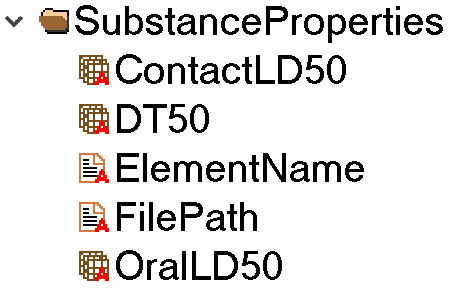 SubstanceProperties
ContactLD50
DT50
ElementName
FilePath
OralLD50